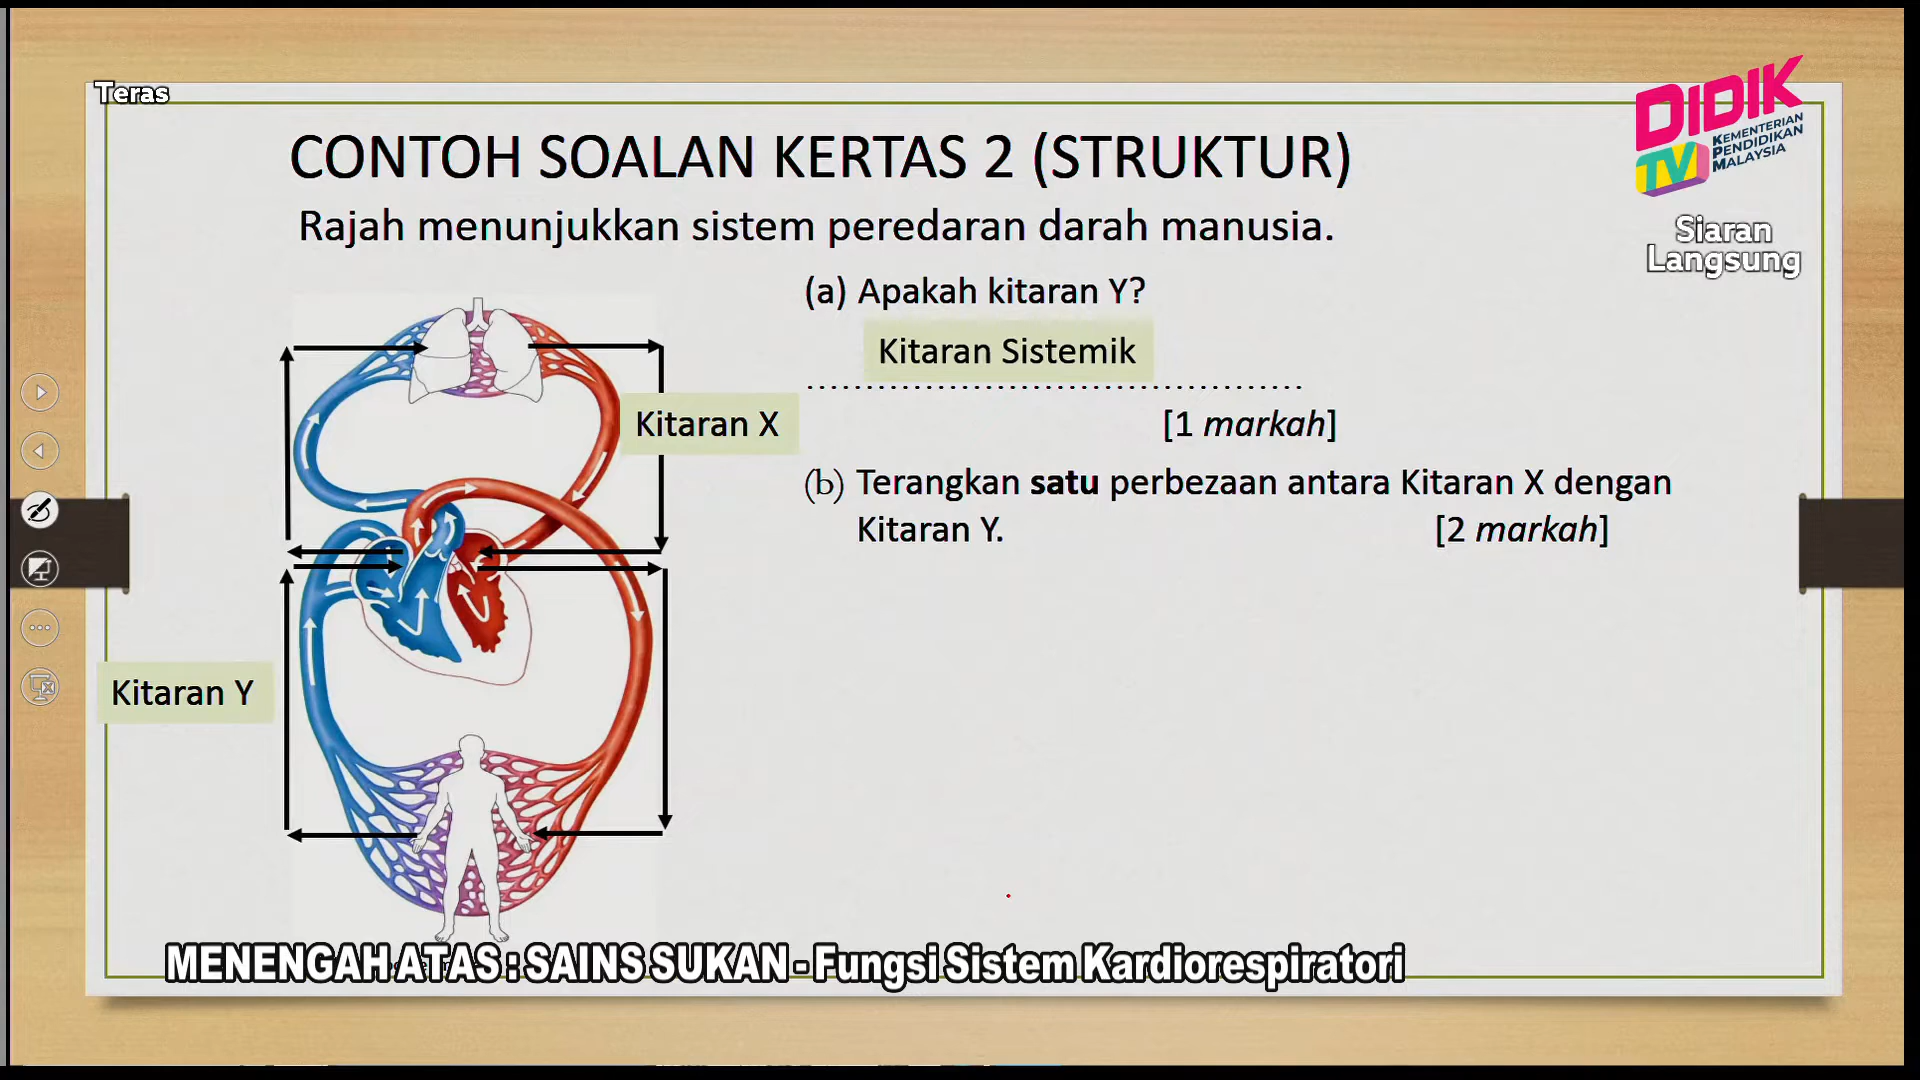 Teras
DIDIK
TV
KEMENTERIAN
PENDIDIKAN
MALAYSIA
Siaran
Langsung
CONTOH SOALAN KERTAS 2 (STRUKTUR)
Rajah menunjukkan sistem peredaran darah manusia.
(a) Apakah kitaran Y?
Kitaran Sistemik
..................................................
[1 markah]
Kitaran X
(b) Terangkan satu perbezaan antara Kitaran X dengan
Kitaran Y. [2 markah]
Kitaran Y
MENENGAH ATAS : SAINS SUKAN - Fungsi Sistem Kardiorespiratori